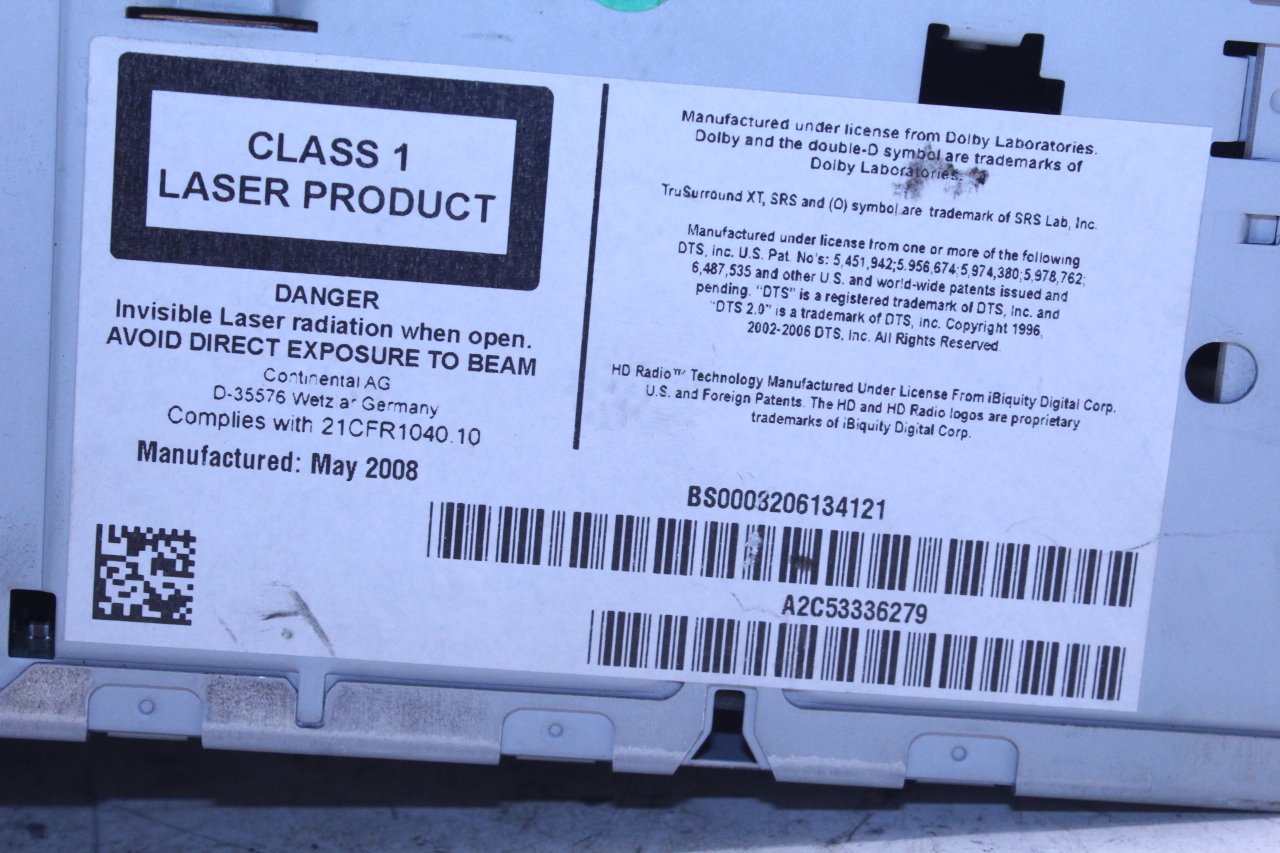 CLASS 1
LASER PRODUCT
DANGER
Invisible Laser radiation when open.
AVOID DIRECT EXPOSURE TO BEAM
Continental AG
D-35576 Wetzlar Germany
Complies with 21CFR1040.10
Manufactured: May 2008
Manufactured under license from Dolby Laboratories.
Dolby and the double-D symbol are trademarks of
Dolby Laboratories.
TruSurround XT, SRS and (O) symbol are trademark of SRS Lab, Inc.
Manufactured under license from one or more of the following
DTS, inc. U.S. Pat. No's: 5,451,942;5.956,674;5,974,380;5,978,762;
6,487,535 and other U.S. and world-wide patents issued and
pending. "DTS" is a registered trademark of DTS, Inc. and
"DTS 2.0" is a trademark of DTS, inc. Copyright 1996,
2002-2006 DTS, Inc. All Rights Reserved.
HD Radio™ Technology Manufactured Under License From iBiquity Digital Corp.
U.S. and Foreign Patents. The HD and HD Radio logos are proprietary
trademarks of iBiquity Digital Corp.
BS0008206134121
A2C53336279